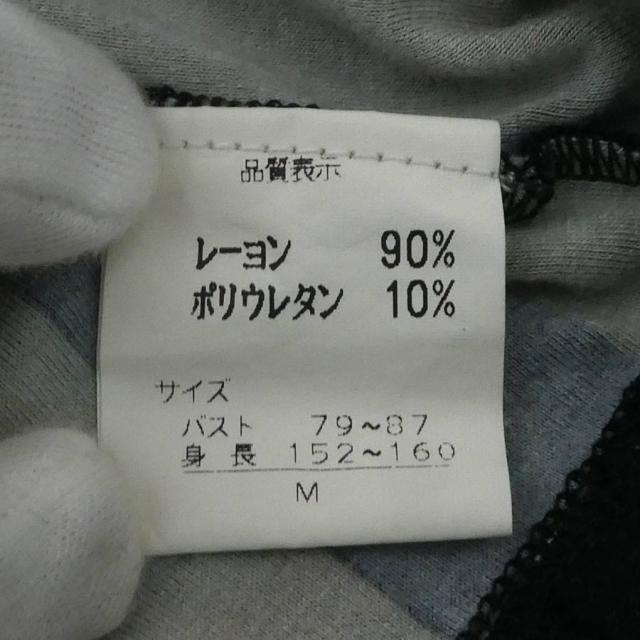 品質表示
レーヨン 90%
ポリウレタン 10%
サイズ
バスト 79~87
身長 152~160
M